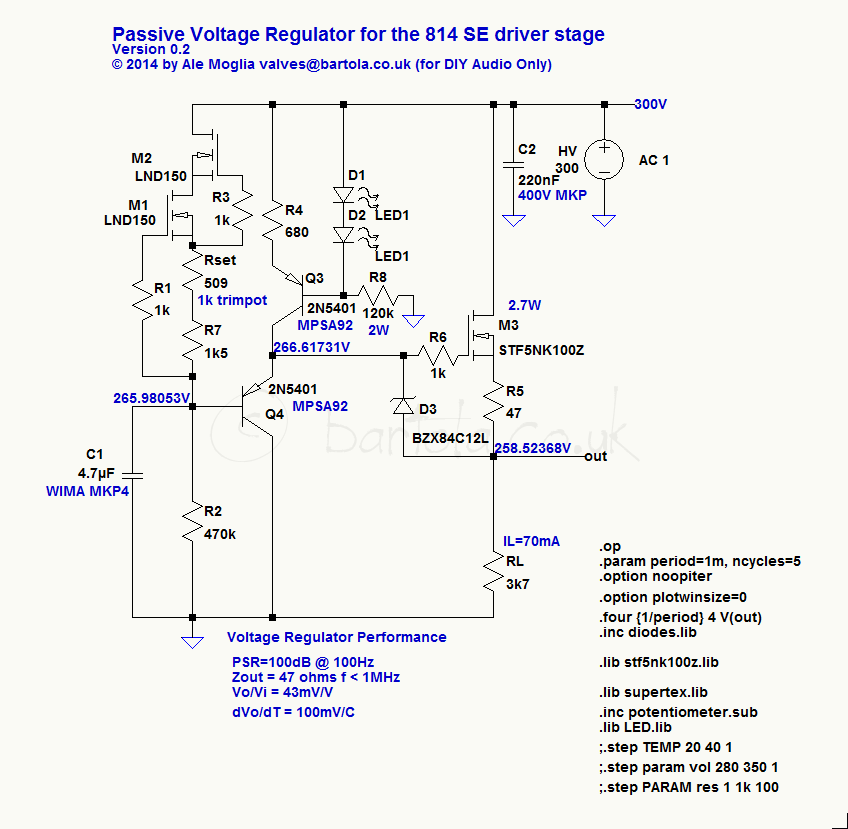 Passive Voltage Regulator for the 814 SE driver stage
Version 0.2
© 2014 by Ale Moglia valves@bartola.co.uk (for DIY Audio Only)
300V
M2
LND150
M1
LND150
R3
1k
R4
680
D1
LED1
D2
LED1
C2
220nF
400V MKP
HV
300
AC 1
Rset
509
1k trimpot
R1
1k
R7
1k5
Q3
2N5401
MPSA92
R8
120k
2W
2.7W
M3
STF5NK100Z
266.61731V
R6
1k
265.98053V
2N5401
MPSA92
Q4
D3
BZX84C12L
R5
47
258.52368V
out
© bartola.co.uk
C1
4.7µF
WIMA MKP4
R2
470k
IL=70mA
RL
3k7
Voltage Regulator Performance
PSR=100dB @ 100Hz
Zout = 47 ohms f < 1MHz
Vo/Vi = 43mV/V
dVo/dT = 100mV/C
.op
.param period=1m, ncycles=5
.option noopiter
.option plotwinsize=0
.four {1/period} 4 V(out)
.inc diodes.lib
.lib stf5nk100z.lib
.lib supertex.lib
.inc potentiometer.sub
.lib LED.lib
;.step TEMP 20 40 1
;.step param vol 280 350 1
;.step PARAM res 1 1k 100